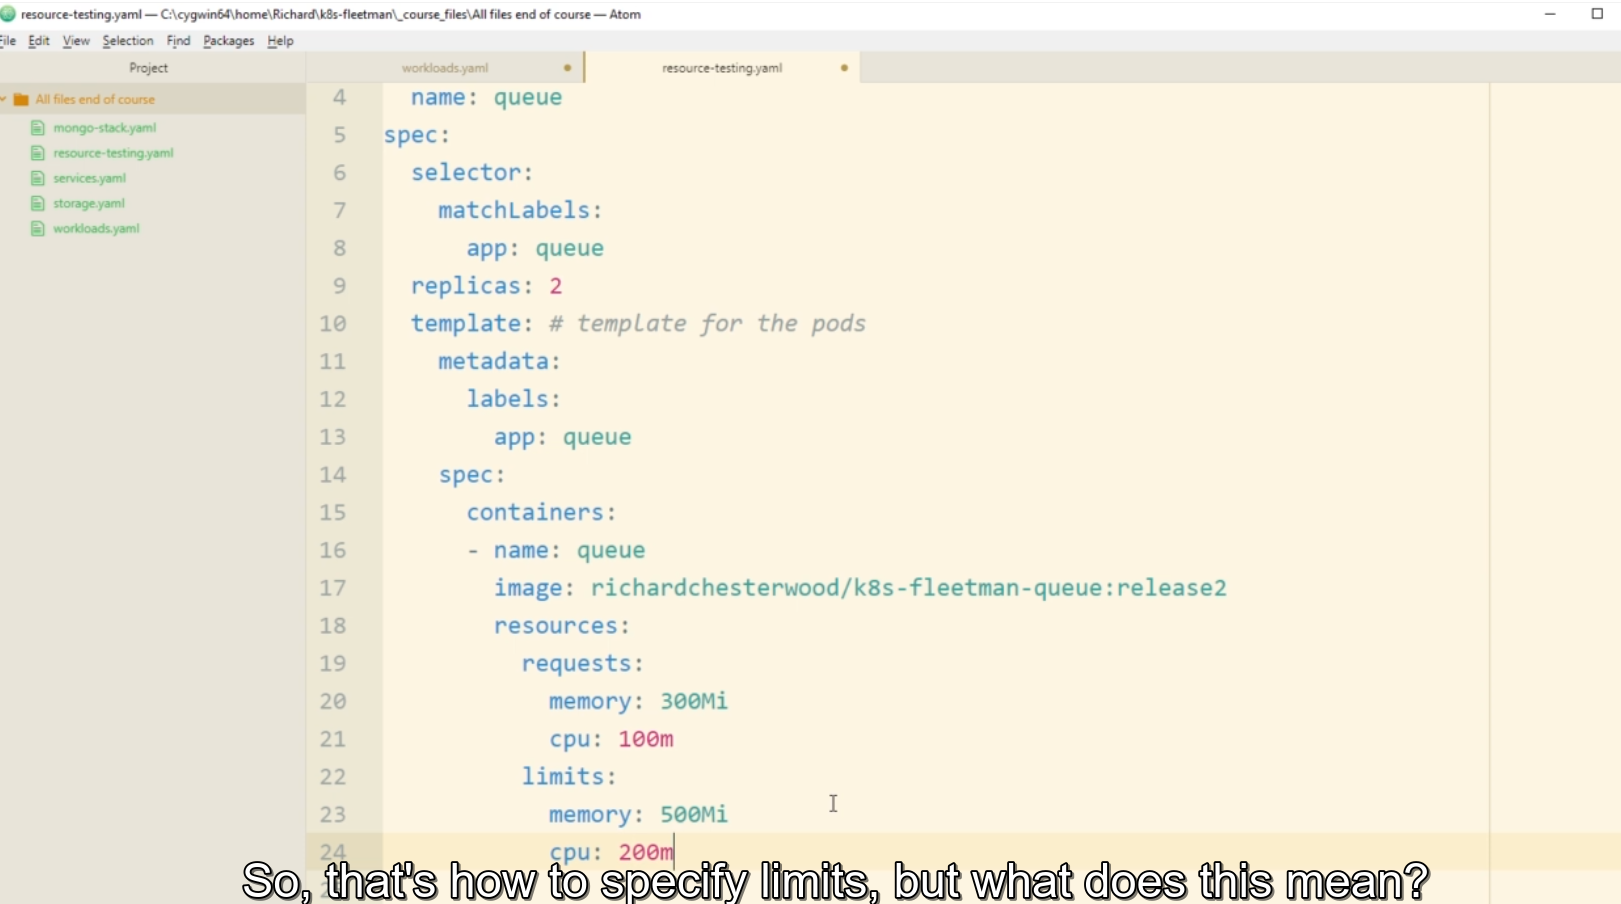 resource-testing.yaml — C:\cygwin64\home\Richard\k8s-fleetman\_course_files\All files end of course — Atom
File Edit View Selection Find Packages Help
Project
workloads.yaml
resource-testing.yaml
All files end of course
mongo-stack.yaml
resource-testing.yaml
services.yaml
storage.yaml
workloads.yaml
4 name: queue
5 spec:
6 selector:
7 matchLabels:
8 app: queue
9 replicas: 2
10 template: # template for the pods
11 metadata:
12 labels:
13 app: queue
14 spec:
15 containers:
16 - name: queue
17 image: richardchesterwood/k8s-fleetman-queue:release2
18 resources:
19 requests:
20 memory: 300Mi
21 cpu: 100m
22 limits:
23 memory: 500Mi
24 cpu: 200m
So, that's how to specify limits, but what does this mean?